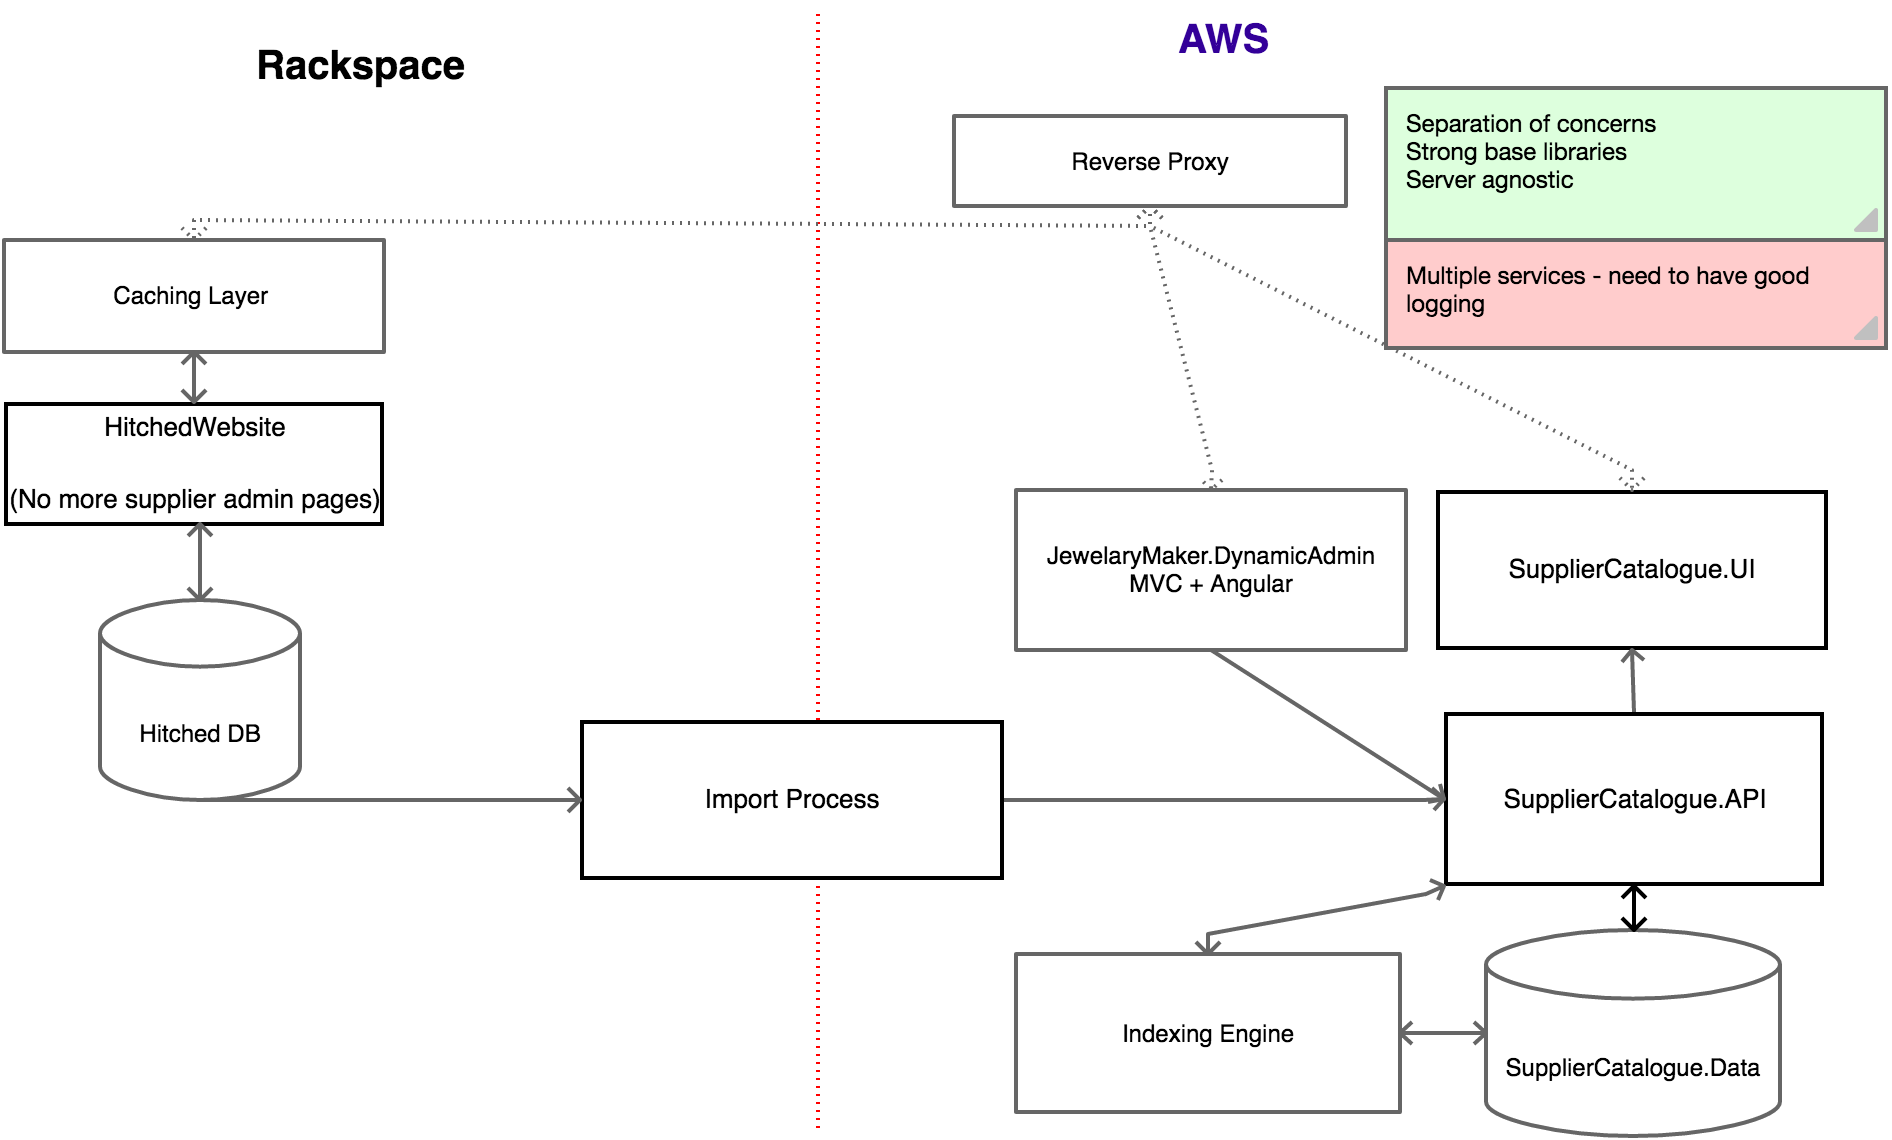 Rackspace
AWS
Reverse Proxy
Separation of concerns
Strong base libraries
Server agnostic
Multiple services - need to have good
logging
Caching Layer
HitchedWebsite
(No more supplier admin pages)
JewelaryMaker.DynamicAdmin
MVC + Angular
SupplierCatalogue.UI
Hitched DB
Import Process
SupplierCatalogue.API
Indexing Engine
SupplierCatalogue.Data